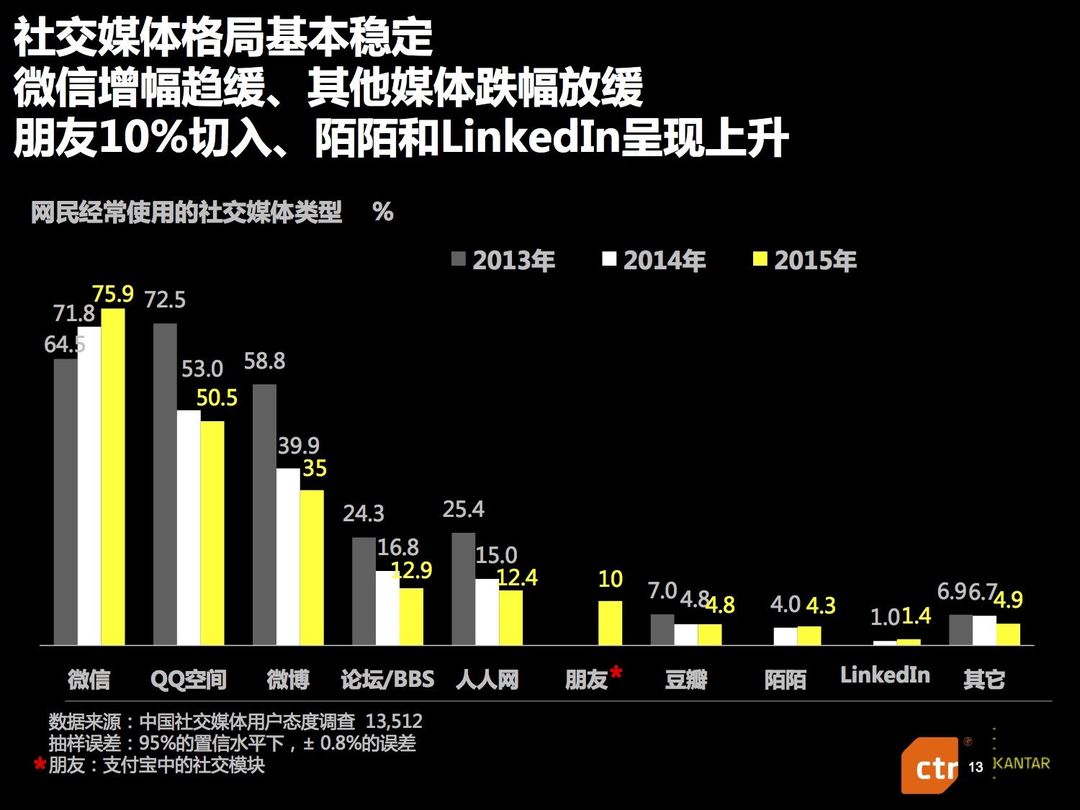 社交媒体格局基本稳定
微信增幅趋缓、其他媒体跌幅放缓
朋友10%切入、陌陌和LinkedIn呈现上升
网民经常使用的社交媒体类型 %
2013年 2014年 2015年
64.5 71.8 75.9
72.5 53.0 50.5
58.8 39.9 35
24.3 16.8 12.9
25.4 15.0 12.4
10
7.0 4.8 4.8
4.0 4.3
1.0 1.4
6.9 6.7 4.9
微信 QQ空间 微博 论坛/BBS 人人网 朋友* 豆瓣 陌陌 LinkedIn 其它
数据来源：中国社交媒体用户态度调查 13,512
抽样误差：95%的置信水平下，± 0.8%的误差
*朋友：支付宝中的社交模块
ctr 13 KANTAR